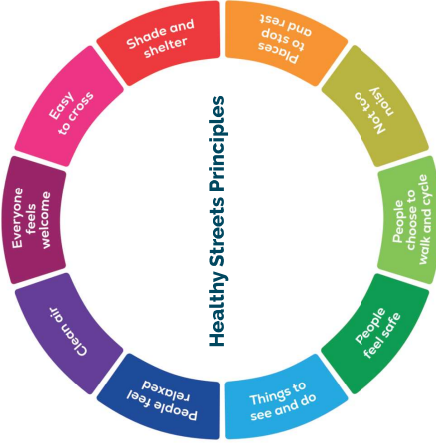 Healthy Streets Principles
Shade and
shelter
Places
to stop
and rest
Not too
noisy
People
choose to
walk and cycle
People
feel safe
Things to
see and do
People feel
relaxed
Clean air
Everyone
feels
welcome
Easy
to cross